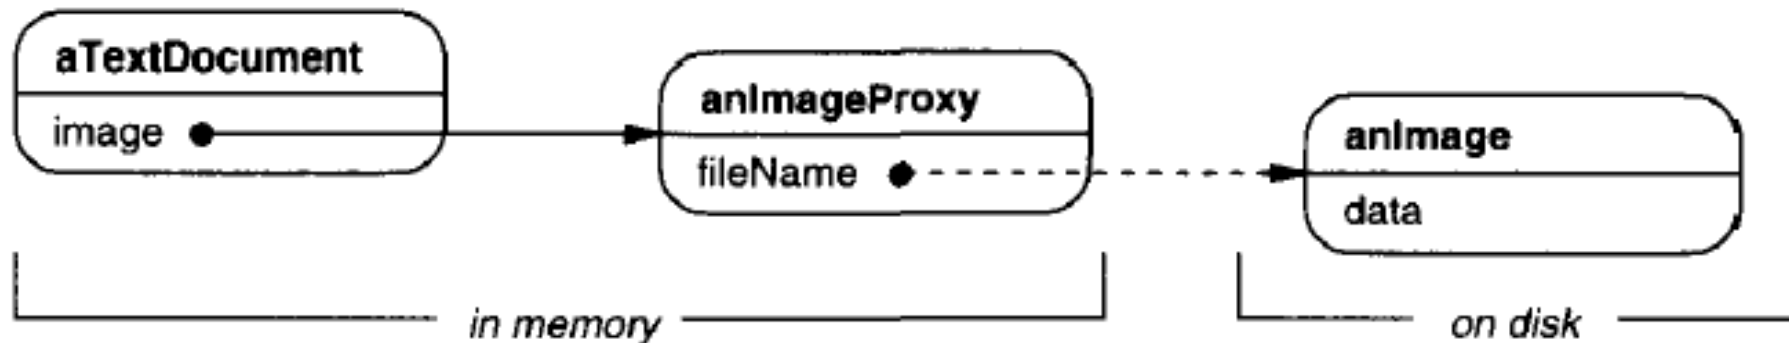 aTextDocument
image
anImageProxy
fileName
anImage
data
in memory
on disk